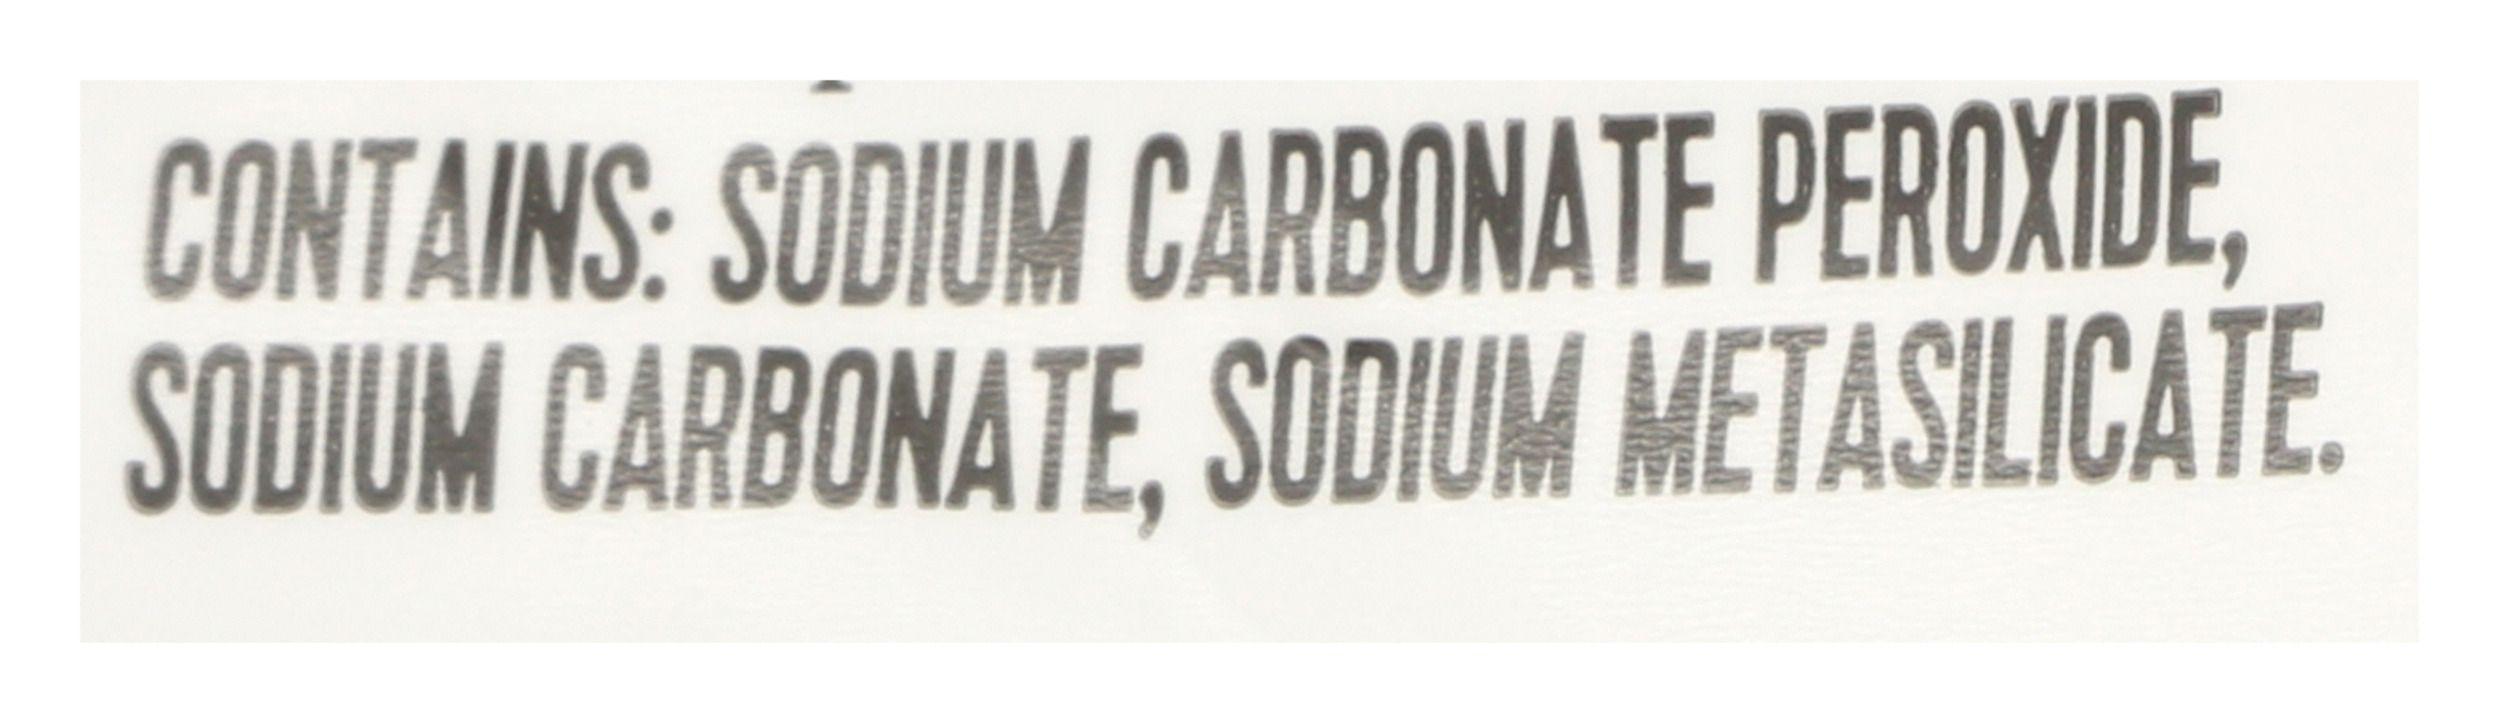 CONTAINS: SODIUM CARBONATE PEROXIDE,
SODIUM CARBONATE, SODIUM METASILICATE.